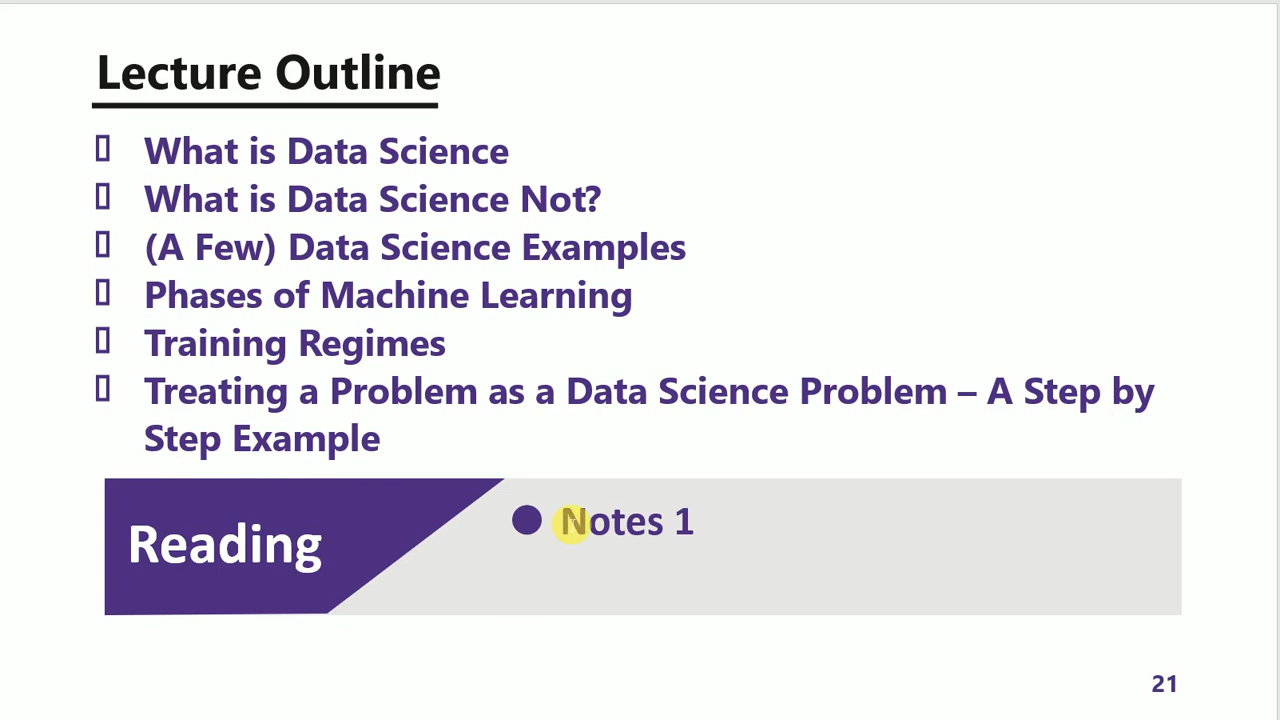 Lecture Outline
What is Data Science
What is Data Science Not?
(A Few) Data Science Examples
Phases of Machine Learning
Training Regimes
Treating a Problem as a Data Science Problem – A Step by
Step Example
Reading
Notes 1
21